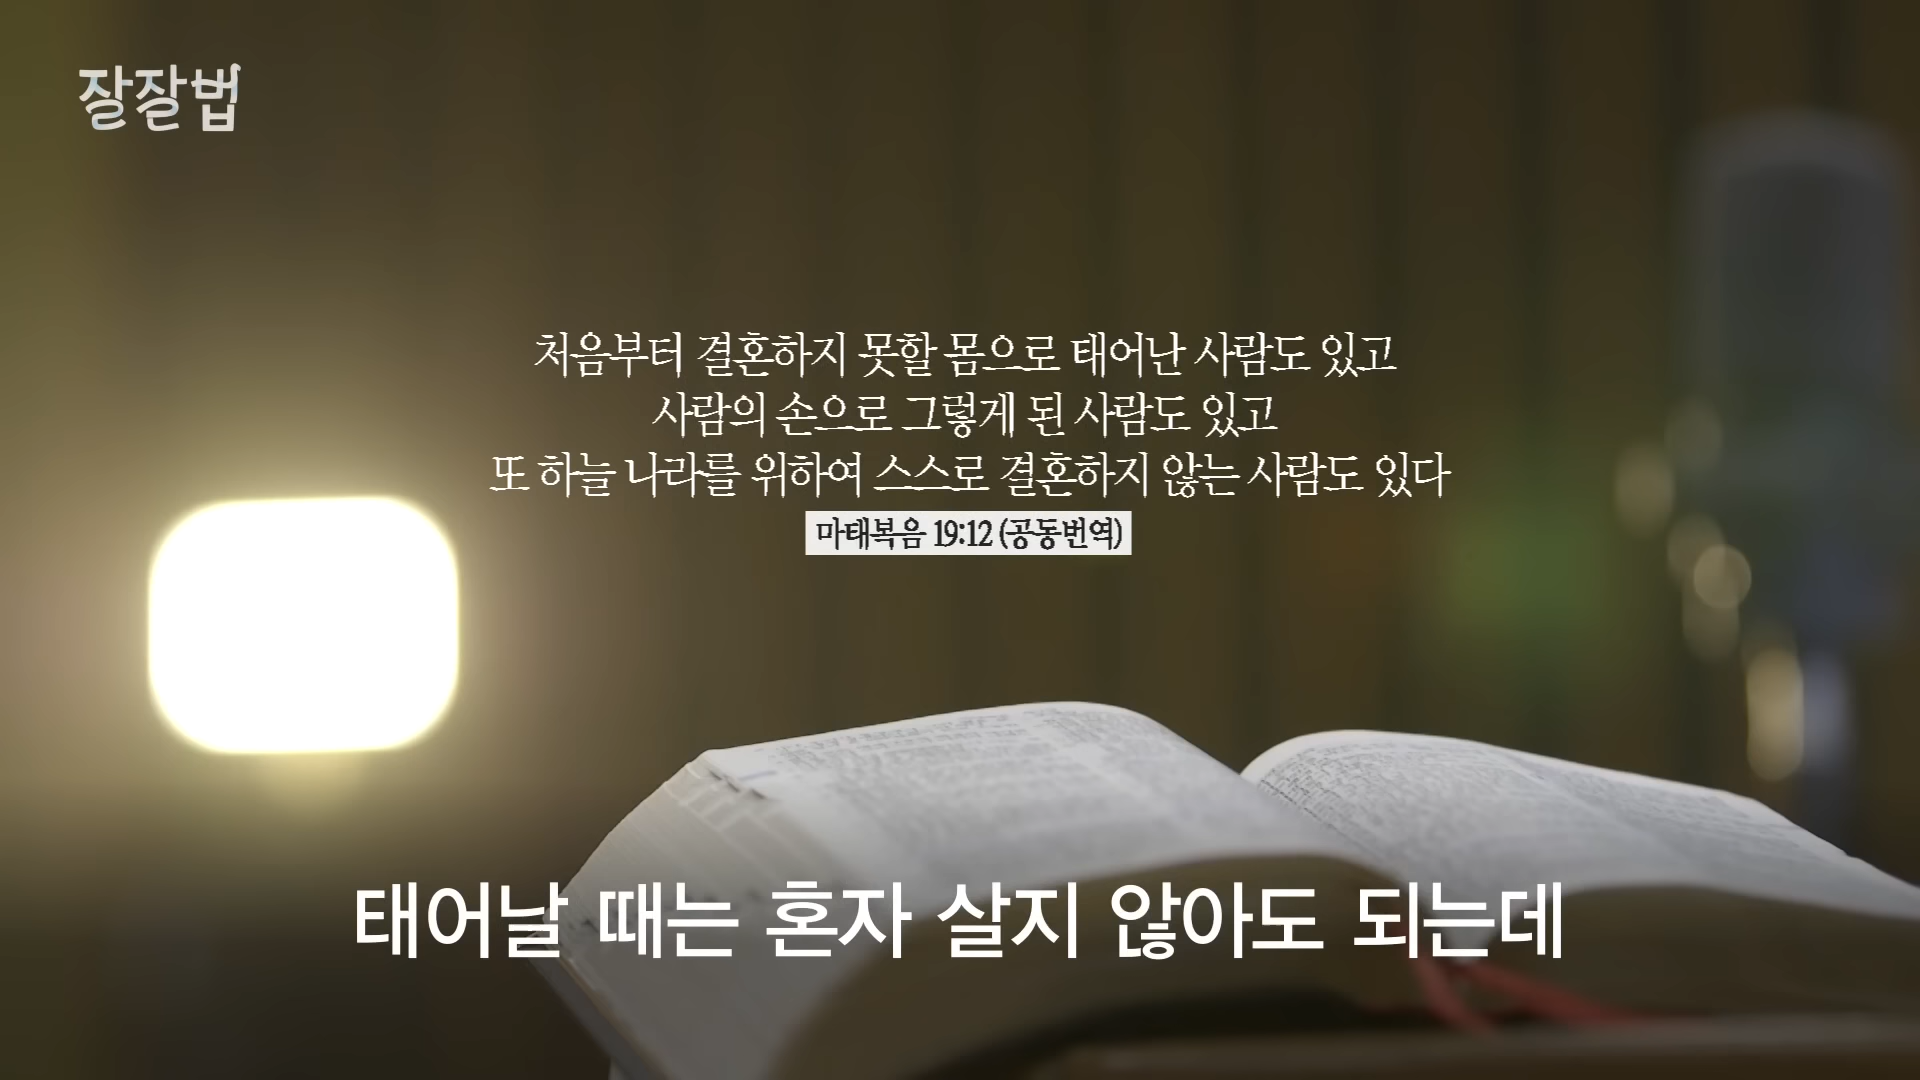 잘잘법
처음부터 결혼하지 못할 몸으로 태어난 사람도 있고
사람의 손으로 그렇게 된 사람도 있고
또 하늘 나라를 위하여 스스로 결혼하지 않는 사람도 있다
마태복음 19:12 (공동번역)
태어날 때는 혼자 살지 않아도 되는데